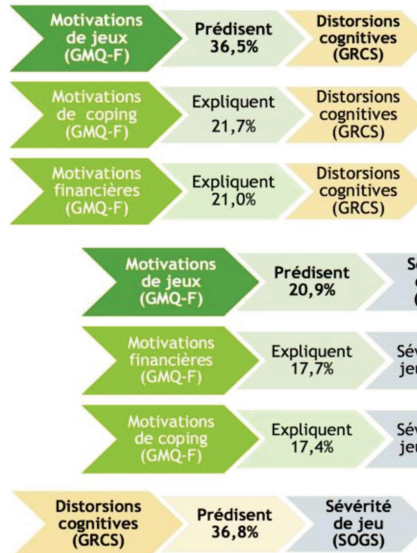 Motivations de jeux (GMQ-F) Prédisent 36,5% Distorsions cognitives (GRCS)
Motivations de coping (GMQ-F) Expliquent 21,7% Distorsions cognitives (GRCS)
Motivations financières (GMQ-F) Expliquent 21,0% Distorsions cognitives (GRCS)
Motivations de jeux (GMQ-F) Prédisent 20,9%
Motivations financières (GMQ-F) Expliquent 17,7%
Motivations de coping (GMQ-F) Expliquent 17,4%
Distorsions cognitives (GRCS) Prédisent 36,8% Sévérité de jeu (SOGS)